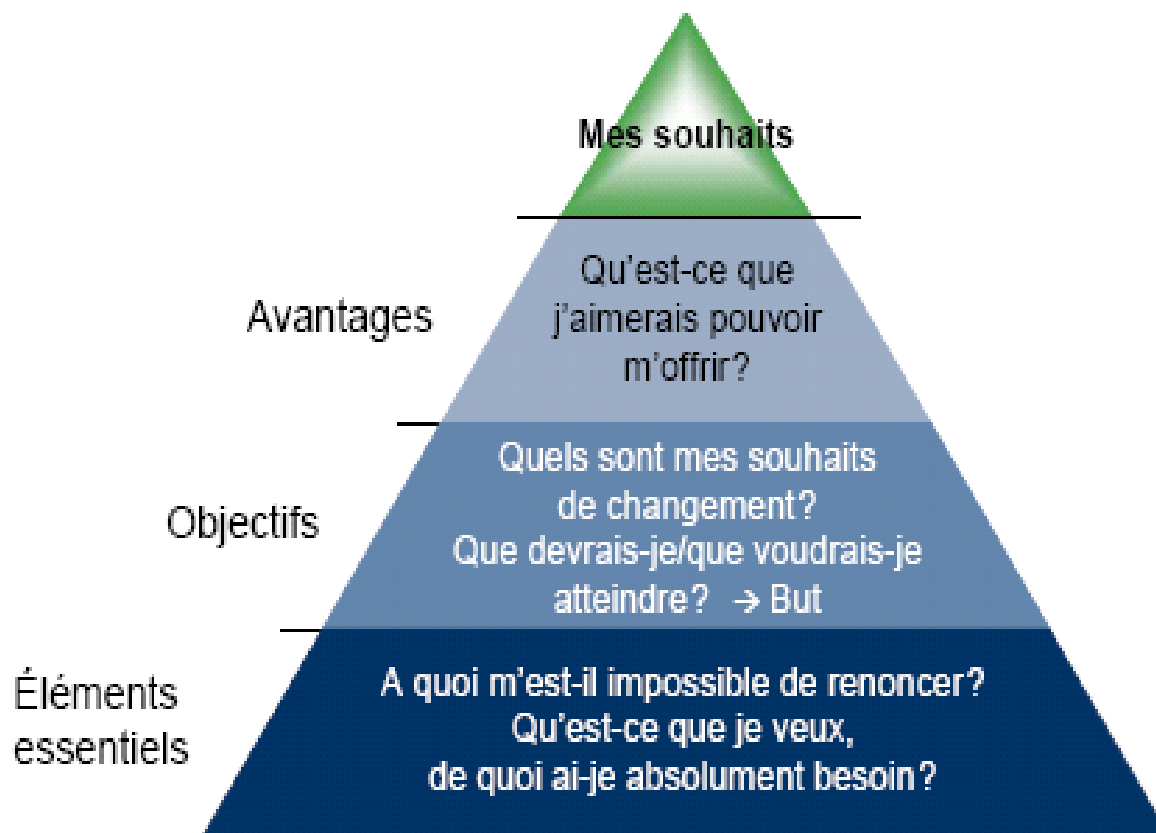 Mes souhaits
Avantages
Qu'est-ce que
j'aimerais pouvoir
m'offrir?
Objectifs
Quels sont mes souhaits
de changement?
Que devrais-je/que voudrais-je
atteindre? → But
Éléments
essentiels
A quoi m'est-il impossible de renoncer?
Qu'est-ce que je veux,
de quoi ai-je absolument besoin?